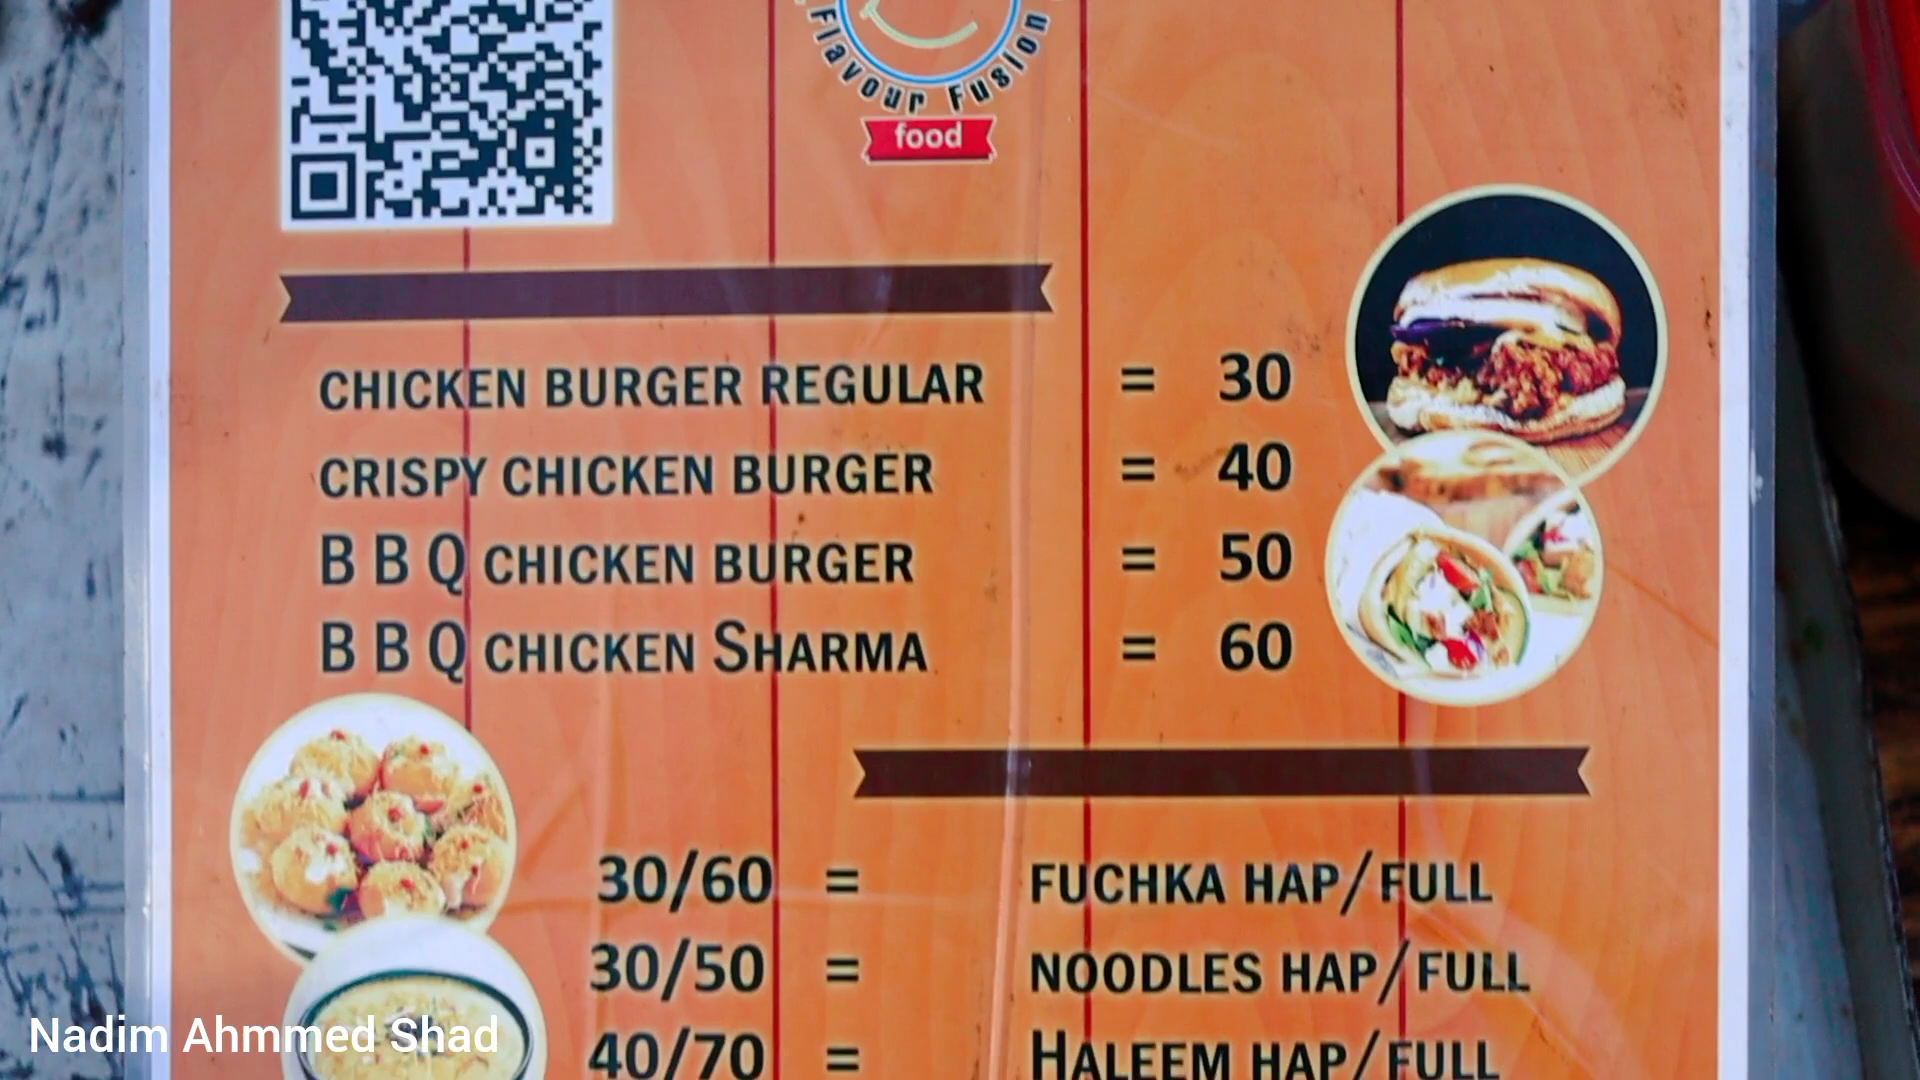 Flavour Fusion
food
CHICKEN BURGER REGULAR = 30
CRISPY CHICKEN BURGER = 40
B B Q CHICKEN BURGER = 50
B B Q CHICKEN SHARMA = 60
30/60 = FUCHKA HAP/FULL
30/50 = NOODLES HAP/FULL
40/70 = HALEEM HAP/FULL
Nadim Ahmmed Shad